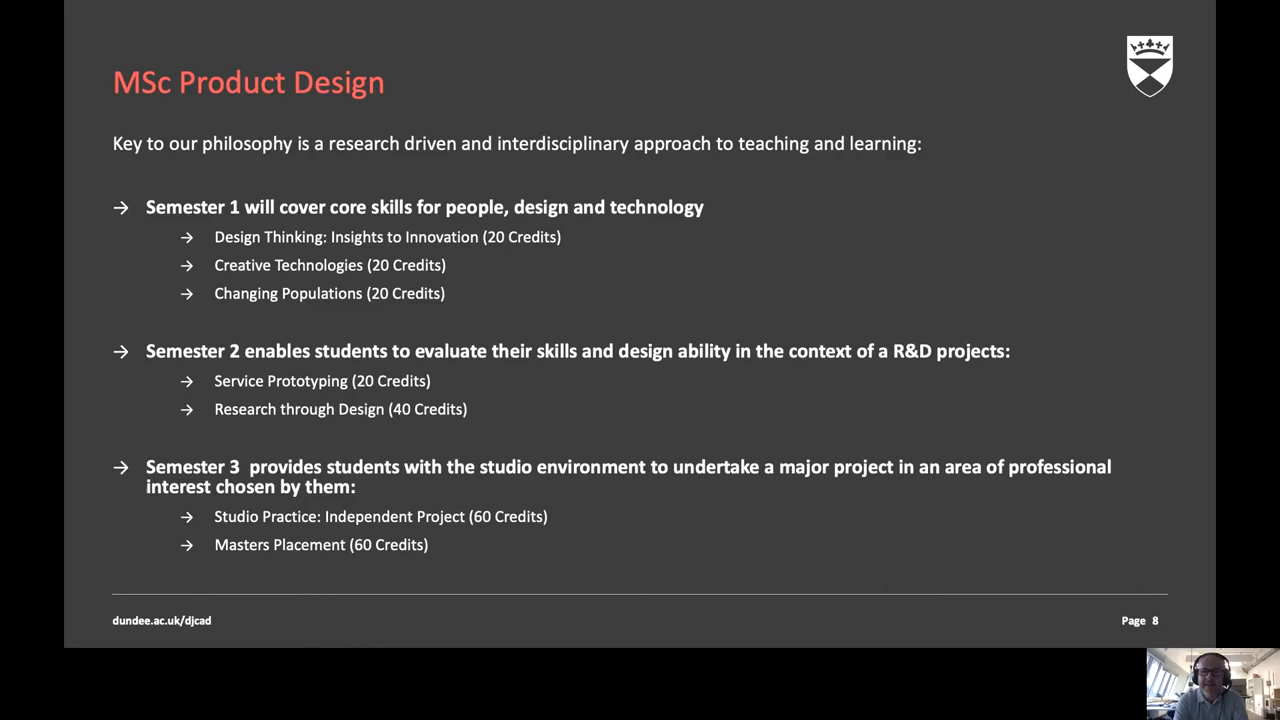 MSc Product Design
Key to our philosophy is a research driven and interdisciplinary approach to teaching and learning:
→ Semester 1 will cover core skills for people, design and technology
→ Design Thinking: Insights to Innovation (20 Credits)
→ Creative Technologies (20 Credits)
→ Changing Populations (20 Credits)
→ Semester 2 enables students to evaluate their skills and design ability in the context of a R&D projects:
→ Service Prototyping (20 Credits)
→ Research through Design (40 Credits)
→ Semester 3  provides students with the studio environment to undertake a major project in an area of professional
interest chosen by them:
→ Studio Practice: Independent Project (60 Credits)
→ Masters Placement (60 Credits)
dundee.ac.uk/djcad
Page 8